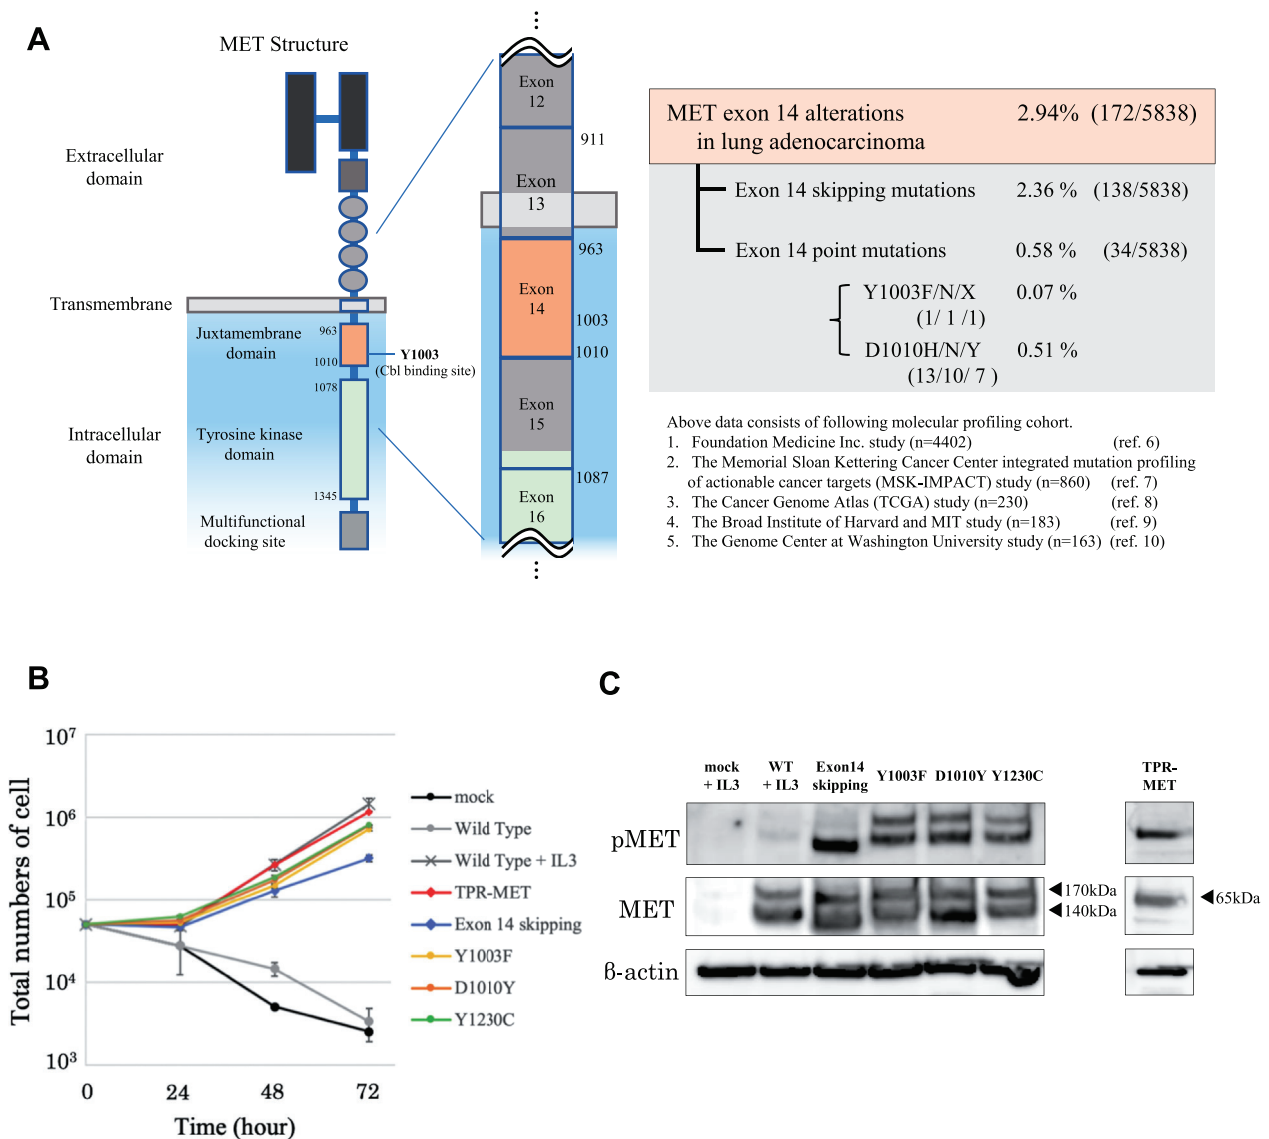 A
MET Structure
Extracellular
domain
Transmembrane
Juxtamembrane
domain
963
1010
1078
Y1003
(Cbl binding site)
Intracellular
domain
Tyrosine kinase
domain
1345
Multifunctional
docking site
Exon
12
911
Exon
13
963
Exon
14
1003
1010
Exon
15
1087
Exon
16
MET exon 14 alterations 2.94% (172/5838)
in lung adenocarcinoma
Exon 14 skipping mutations 2.36 % (138/5838)
Exon 14 point mutations 0.58 % (34/5838)
Y1003F/N/X 0.07 %
(1/ 1 /1)
D1010H/N/Y 0.51 %
(13/10/ 7 )
Above data consists of following molecular profiling cohort.
1. Foundation Medicine Inc. study (n=4402) (ref. 6)
2. The Memorial Sloan Kettering Cancer Center integrated mutation profiling
of actionable cancer targets (MSK-IMPACT) study (n=860) (ref. 7)
3. The Cancer Genome Atlas (TCGA) study (n=230) (ref. 8)
4. The Broad Institute of Harvard and MIT study (n=183) (ref. 9)
5. The Genome Center at Washington University study (n=163) (ref. 10)
B
Total numbers of cell
10⁷
10⁶
10⁵
10⁴
10³
0 24 48 72
Time (hour)
mock
Wild Type
Wild Type + IL3
TPR-MET
Exon 14 skipping
Y1003F
D1010Y
Y1230C
C
mock
+ IL3
WT
+ IL3
Exon14
skipping
Y1003F
D1010Y
Y1230C
TPR-
MET
pMET
MET
170kDa
140kDa
65kDa
β-actin